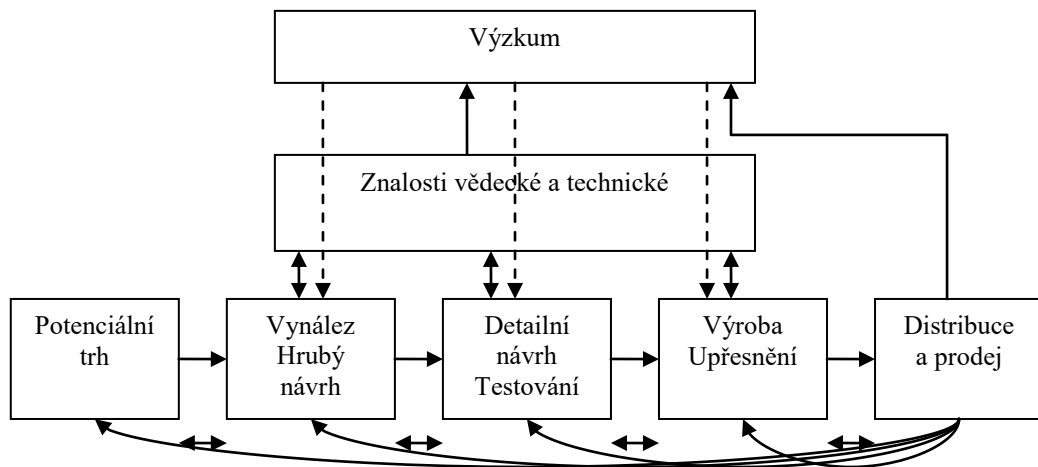 Výzkum
Znalosti vědecké a technické
Potenciální
trh
Vynález
Hrubý
návrh
Detailní
návrh
Testování
Výroba
Upřesnění
Distribuce
a prodej